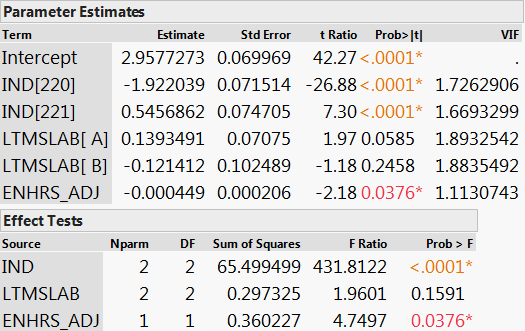 Parameter Estimates
Term Estimate Std Error t Ratio Prob>|t| VIF
Intercept 2.9577273 0.069969 42.27 <.0001* .
IND[220] -1.922039 0.071514 -26.88 <.0001* 1.7262906
IND[221] 0.5456862 0.074705 7.30 <.0001* 1.6693299
LTMSLAB[ A] 0.1393491 0.07075 1.97 0.0585 1.8932542
LTMSLAB[ B] -0.121412 0.102489 -1.18 0.2458 1.8835492
ENHRS_ADJ -0.000449 0.000206 -2.18 0.0376* 1.1130743
Effect Tests
Source Nparm DF Sum of Squares F Ratio Prob > F
IND 2 2 65.499499 431.8122 <.0001*
LTMSLAB 2 2 0.297325 1.9601 0.1591
ENHRS_ADJ 1 1 0.360227 4.7497 0.0376*